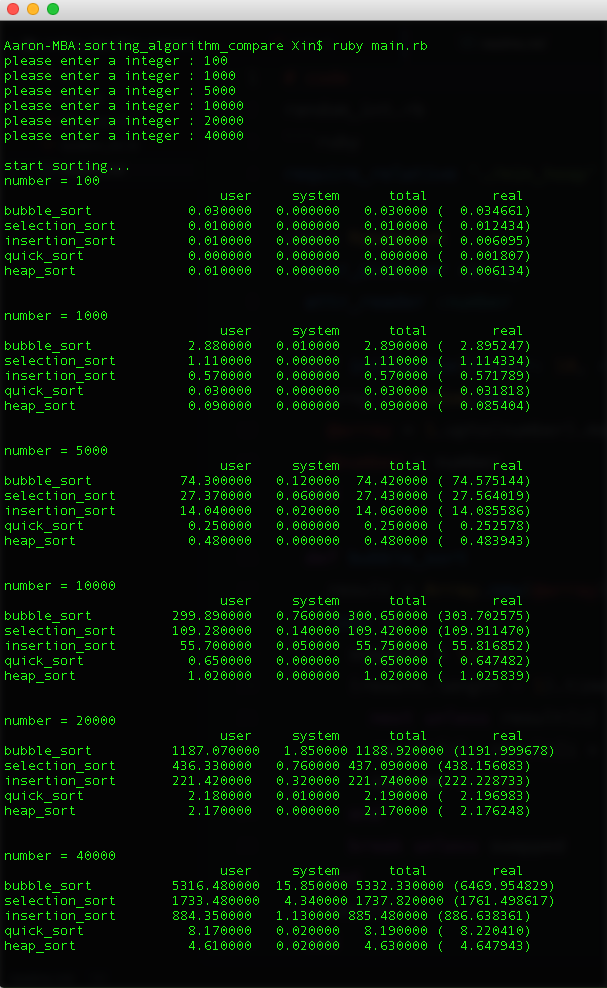 Aaron-MBA:sorting_algorithm_compare Xin$ ruby main.rb
please enter a integer : 100
please enter a integer : 1000
please enter a integer : 5000
please enter a integer : 10000
please enter a integer : 20000
please enter a integer : 40000
start sorting...
number = 100
user system total real
bubble_sort 0.030000 0.000000 0.030000 ( 0.034661)
selection_sort 0.010000 0.000000 0.010000 ( 0.012434)
insertion_sort 0.010000 0.000000 0.010000 ( 0.006095)
quick_sort 0.000000 0.000000 0.000000 ( 0.001807)
heap_sort 0.010000 0.000000 0.010000 ( 0.006134)
number = 1000
user system total real
bubble_sort 2.880000 0.010000 2.890000 ( 2.895247)
selection_sort 1.110000 0.000000 1.110000 ( 1.114334)
insertion_sort 0.570000 0.000000 0.570000 ( 0.571789)
quick_sort 0.030000 0.000000 0.030000 ( 0.031818)
heap_sort 0.090000 0.000000 0.090000 ( 0.085404)
number = 5000
user system total real
bubble_sort 74.300000 0.120000 74.420000 ( 74.575144)
selection_sort 27.370000 0.060000 27.430000 ( 27.564019)
insertion_sort 14.040000 0.020000 14.060000 ( 14.085586)
quick_sort 0.250000 0.000000 0.250000 ( 0.252578)
heap_sort 0.480000 0.000000 0.480000 ( 0.483943)
number = 10000
user system total real
bubble_sort 299.890000 0.760000 300.650000 (303.702575)
selection_sort 109.280000 0.140000 109.420000 (109.911470)
insertion_sort 55.700000 0.050000 55.750000 ( 55.816852)
quick_sort 0.650000 0.000000 0.650000 ( 0.647482)
heap_sort 1.020000 0.000000 1.020000 ( 1.025839)
number = 20000
user system total real
bubble_sort 1187.070000 1.850000 1188.920000 (1191.999678)
selection_sort 436.330000 0.760000 437.090000 (438.156083)
insertion_sort 221.420000 0.320000 221.740000 (222.228733)
quick_sort 2.180000 0.010000 2.190000 ( 2.196983)
heap_sort 2.170000 0.000000 2.170000 ( 2.176248)
number = 40000
user system total real
bubble_sort 5316.480000 15.850000 5332.330000 (6469.954829)
selection_sort 1733.480000 4.340000 1737.820000 (1761.498617)
insertion_sort 884.350000 1.130000 885.480000 (886.638361)
quick_sort 8.170000 0.020000 8.190000 ( 8.220410)
heap_sort 4.610000 0.020000 4.630000 ( 4.647943)